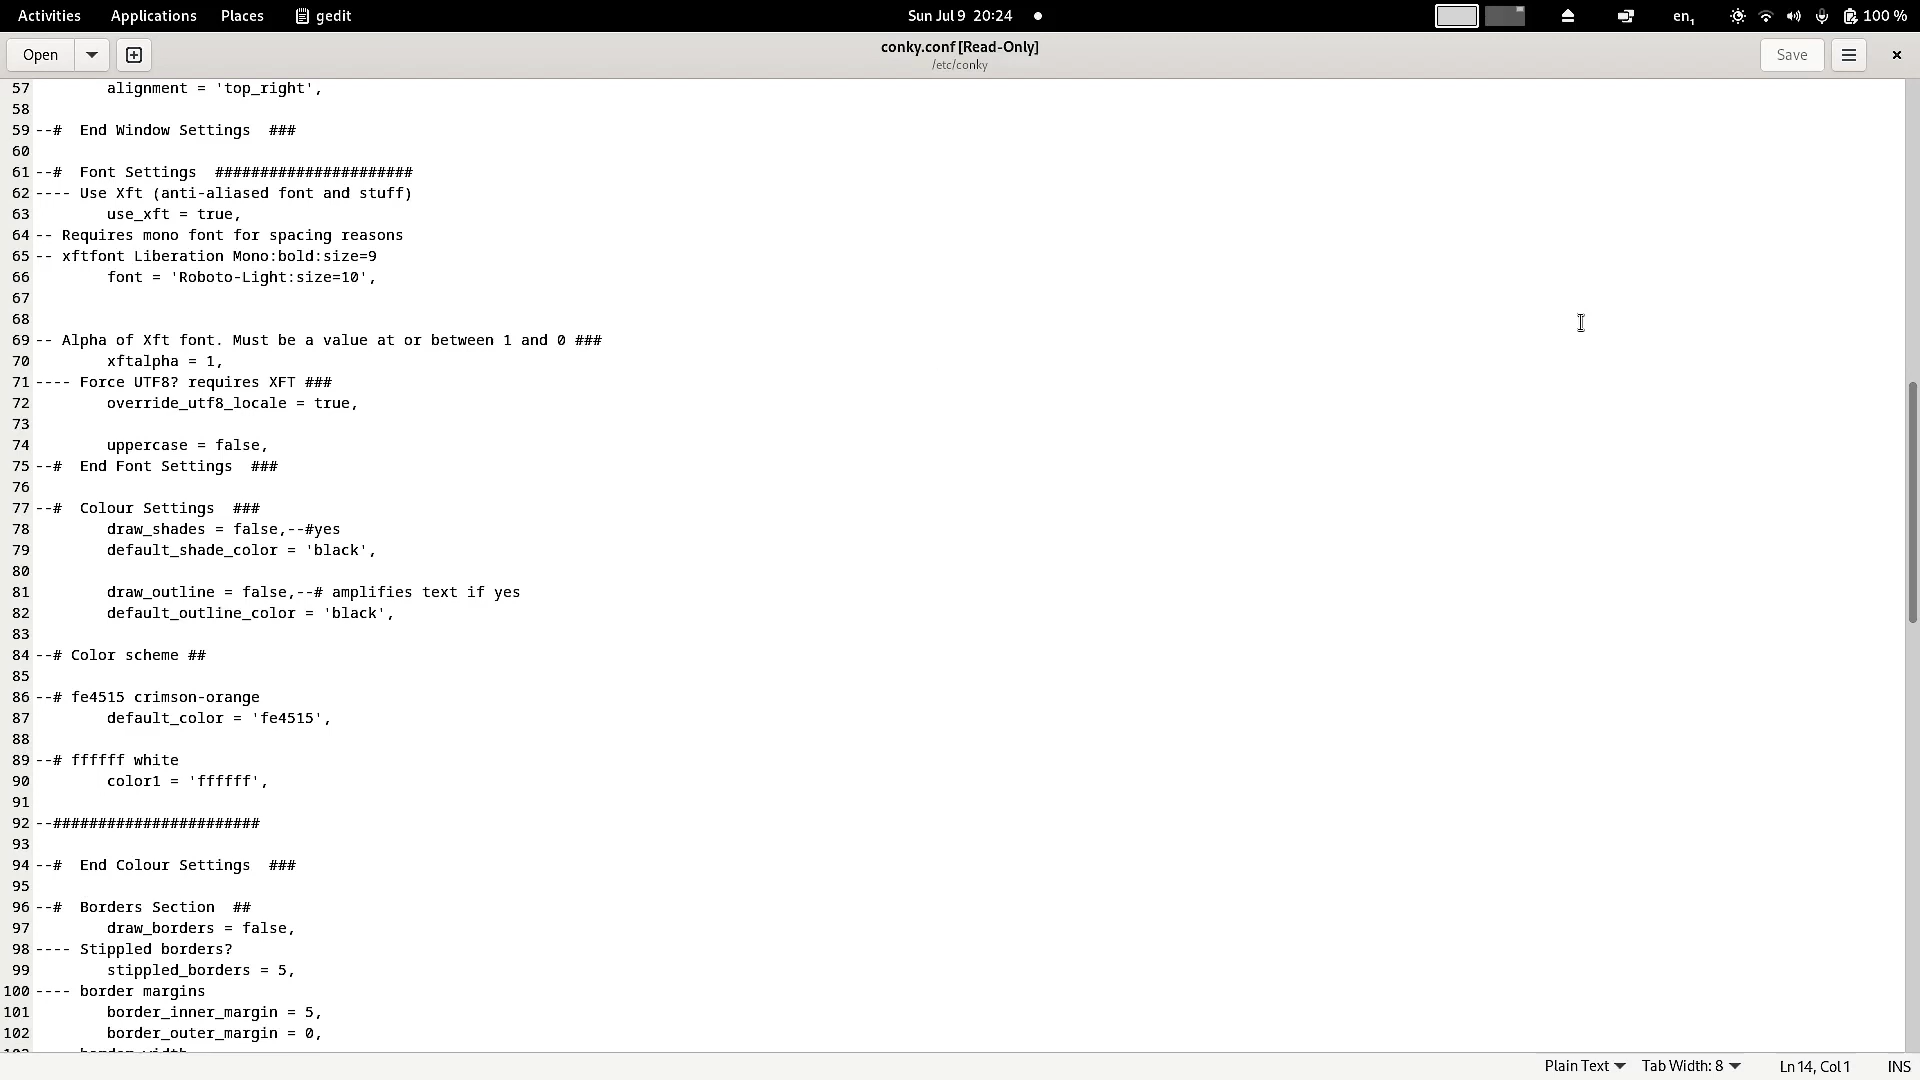 Activities Applications Places gedit Sun Jul 9 20:24 en1 100 %
Open conky.conf [Read-Only] Save
/etc/conky
57 alignment = 'top_right',
58
59 --#  End Window Settings  ###
60
61 --#  Font Settings  ######################
62 ---- Use Xft (anti-aliased font and stuff)
63 use_xft = true,
64 -- Requires mono font for spacing reasons
65 -- xftfont Liberation Mono:bold:size=9
66 font = 'Roboto-Light:size=10',
67
68
69 -- Alpha of Xft font. Must be a value at or between 1 and 0 ###
70 xftalpha = 1,
71 ---- Force UTF8? requires XFT ###
72 override_utf8_locale = true,
73
74 uppercase = false,
75 --#  End Font Settings  ###
76
77 --#  Colour Settings  ###
78 draw_shades = false,--#yes
79 default_shade_color = 'black',
80
81 draw_outline = false,--# amplifies text if yes
82 default_outline_color = 'black',
83
84 --# Color scheme ##
85
86 --# fe4515 crimson-orange
87 default_color = 'fe4515',
88
89 --# ffffff white
90 color1 = 'ffffff',
91
92 --#######################
93
94 --#  End Colour Settings  ###
95
96 --#  Borders Section  ##
97 draw_borders = false,
98 ---- Stippled borders?
99 stippled_borders = 5,
100 ---- border margins
101 border_inner_margin = 5,
102 border_outer_margin = 0,
Plain Text Tab Width: 8 Ln 14, Col 1 INS